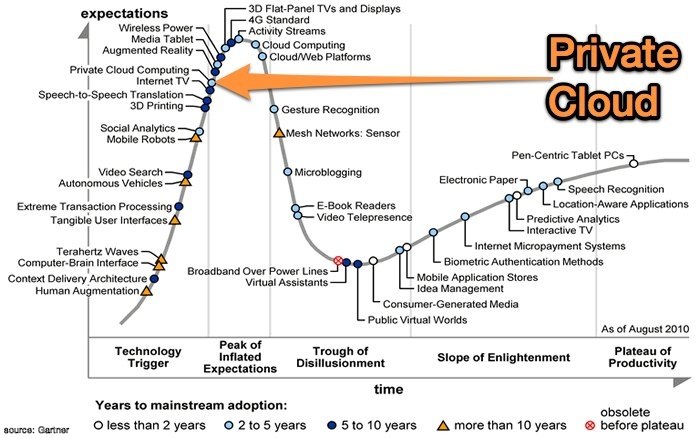 expectations
3D Flat-Panel TVs and Displays
4G Standard
Wireless Power
Activity Streams
Media Tablet
Cloud Computing
Augmented Reality
Cloud/Web Platforms
Private
Cloud
Private Cloud Computing
Internet TV
Speech-to-Speech Translation
3D Printing
Gesture Recognition
Social Analytics
Mobile Robots
Mesh Networks: Sensor
Pen-Centric Tablet PCs
Video Search
Autonomous Vehicles
Microblogging
Electronic Paper
Speech Recognition
Location-Aware Applications
Extreme Transaction Processing
Tangible User Interfaces
E-Book Readers
Video Telepresence
Predictive Analytics
Interactive TV
Internet Micropayment Systems
Terahertz Waves
Computer-Brain Interface
Biometric Authentication Methods
Context Delivery Architecture
Human Augmentation
Broadband Over Power Lines
Virtual Assistants
Mobile Application Stores
Idea Management
Consumer-Generated Media
Public Virtual Worlds
As of August 2010
Technology
Trigger
Peak of
Inflated
Expectations
Trough of
Disillusionment
Slope of Enlightenment
Plateau of
Productivity
time
Years to mainstream adoption:
less than 2 years
2 to 5 years
5 to 10 years
more than 10 years
obsolete
before plateau
source: Gartner